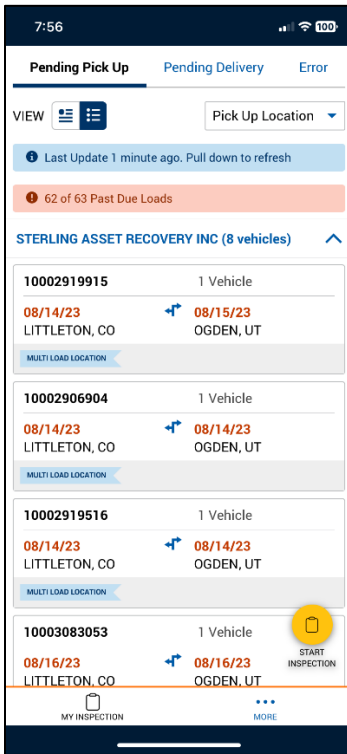 7:56
100
Pending Pick Up Pending Delivery Error
VIEW Pick Up Location
Last Update 1 minute ago. Pull down to refresh
62 of 63 Past Due Loads
STERLING ASSET RECOVERY INC (8 vehicles)
10002919915 1 Vehicle
08/14/23 08/15/23
LITTLETON, CO OGDEN, UT
MULTI LOAD LOCATION
10002906904 1 Vehicle
08/14/23 08/14/23
LITTLETON, CO OGDEN, UT
MULTI LOAD LOCATION
10002919516 1 Vehicle
08/14/23 08/14/23
LITTLETON, CO OGDEN, UT
MULTI LOAD LOCATION
10003083053 1 Vehicle
08/16/23 08/16/23
LITTLETON, CO OGDEN, UT
START
INSPECTION
MY INSPECTION MORE